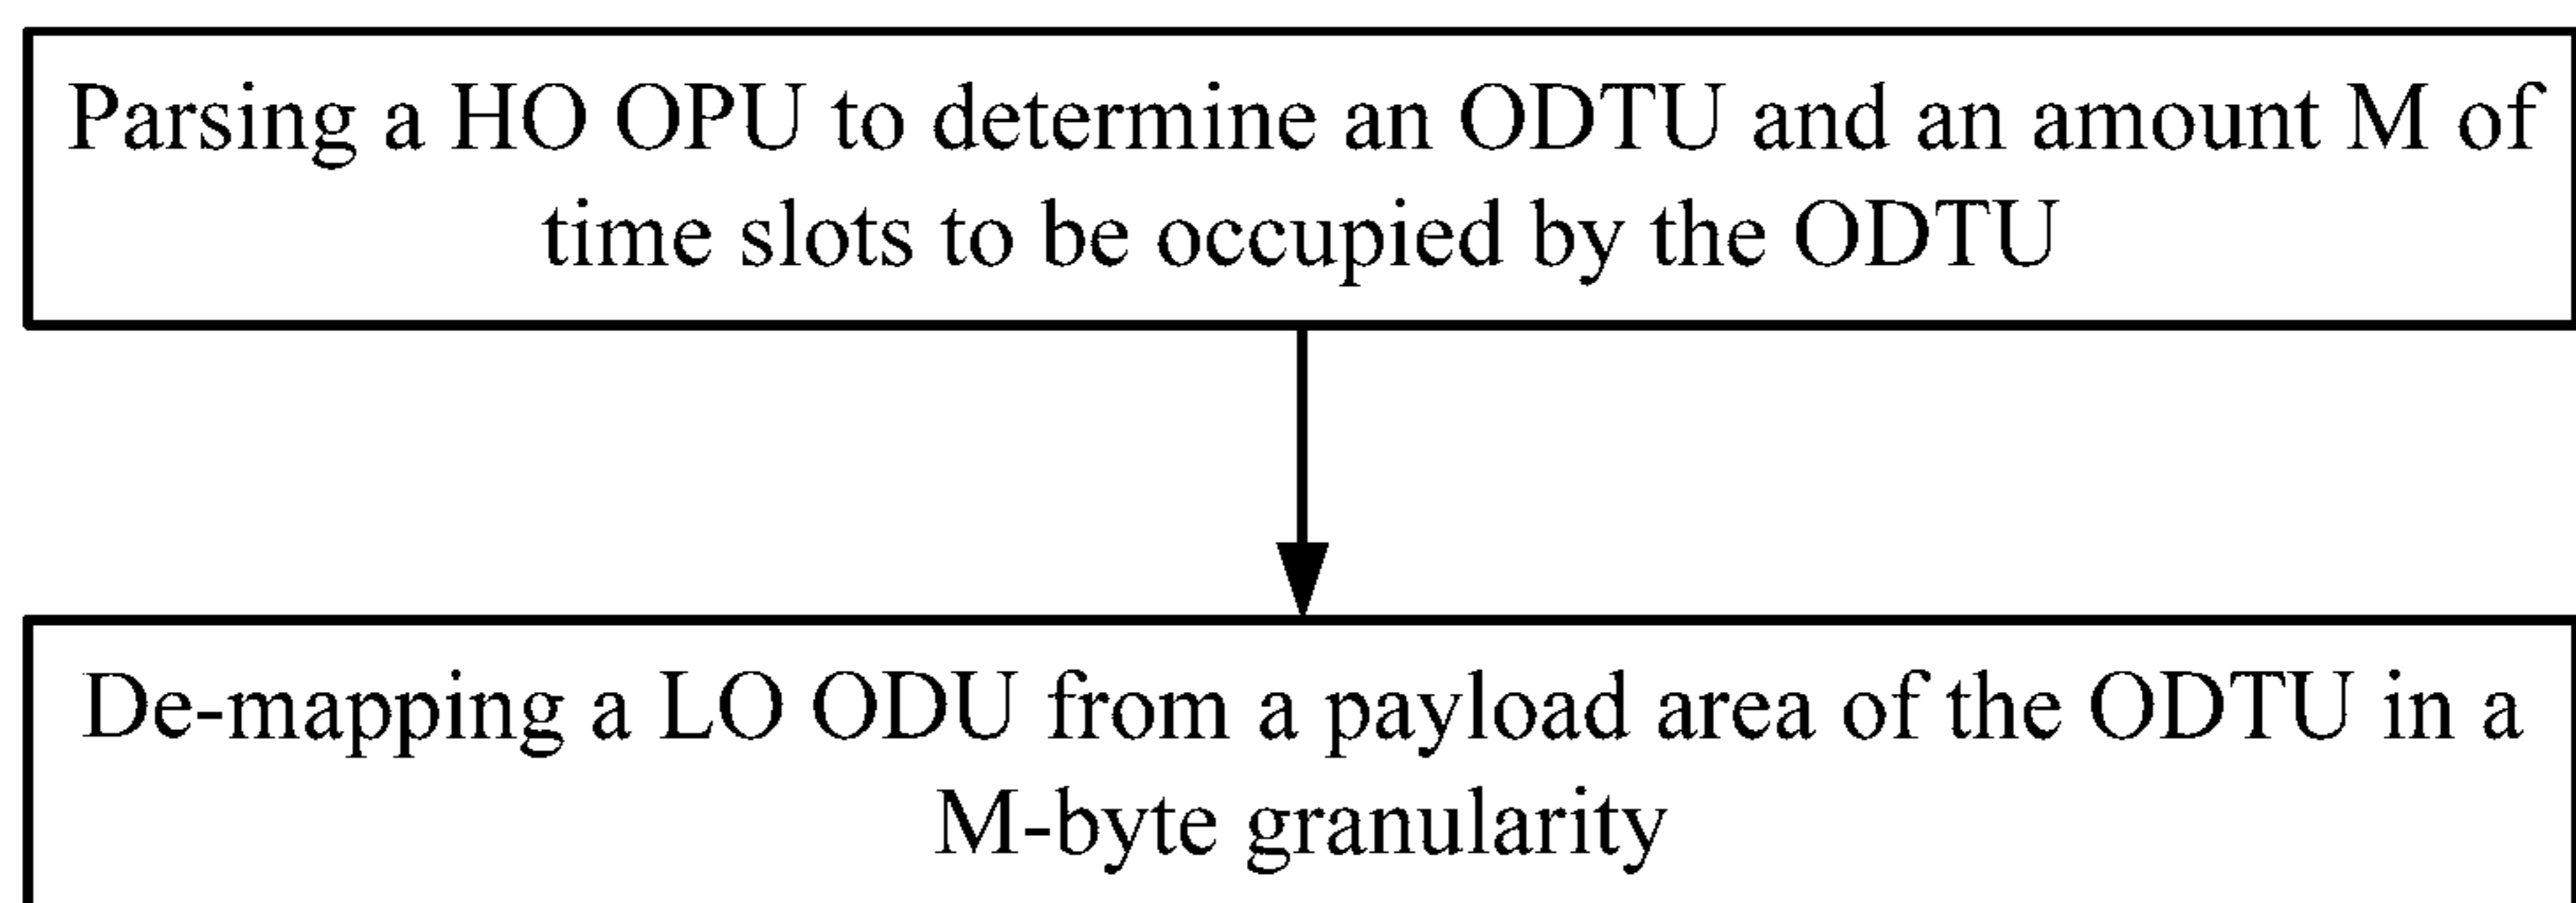 Parsing a HO OPU to determine an ODTU and an amount M of
time slots to be occupied by the ODTU
De-mapping a LO ODU from a payload area of the ODTU in a
M-byte granularity